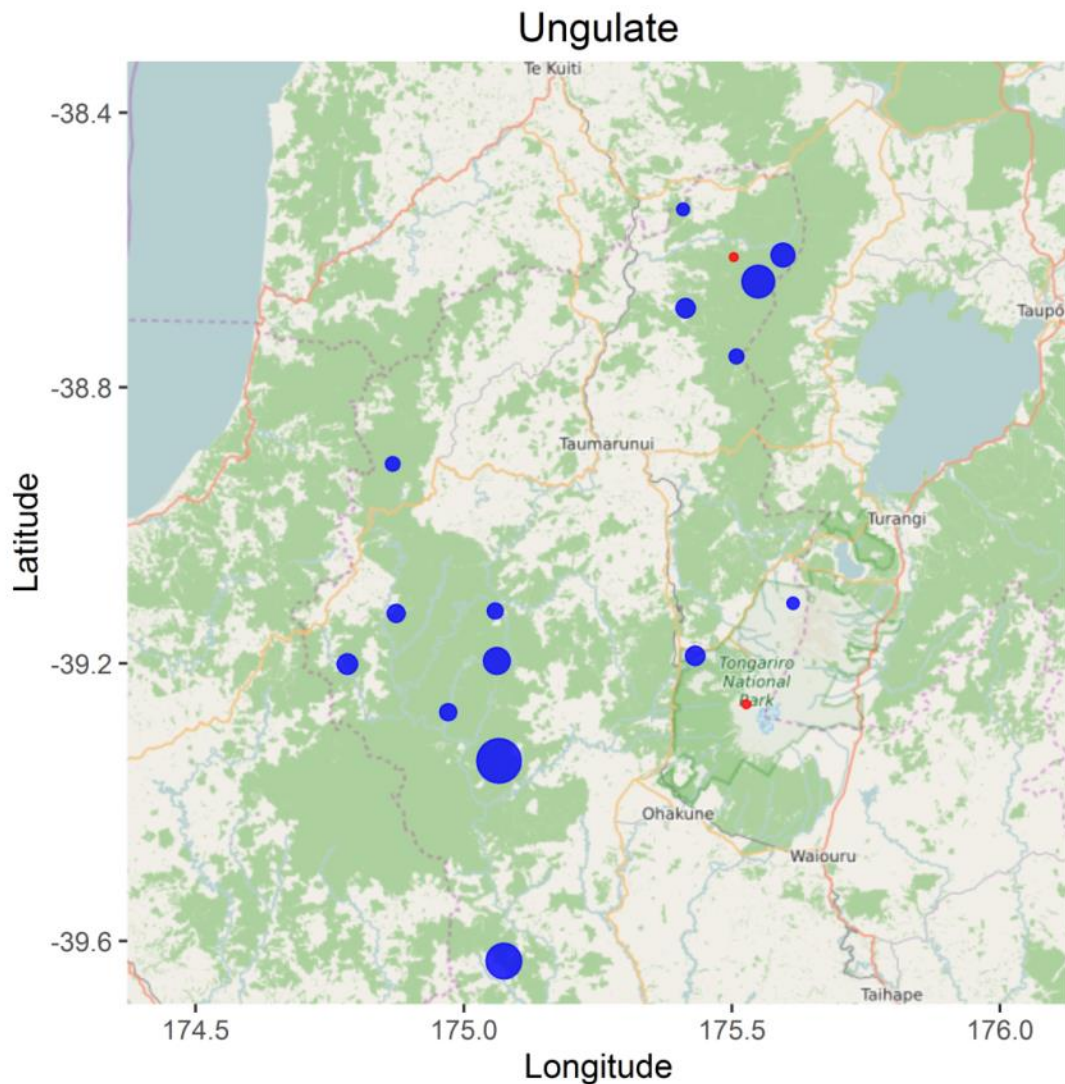 Ungulate
Te Kuiti
-38.4
Taupō
-38.8
Taumarunui
Turangi
Latitude
-39.2
Tongariro
National
Park
Ohakune
Waiouru
-39.6
Taihape
174.5
175.0
175.5
176.0
Longitude